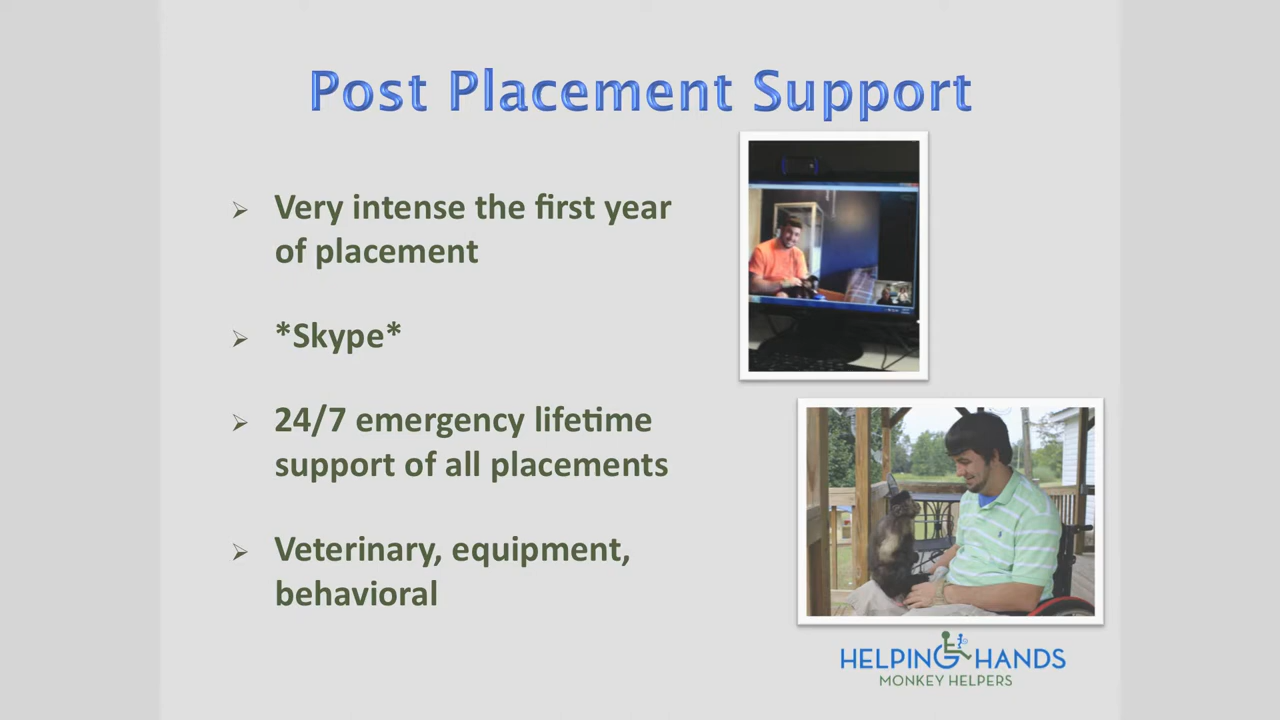 Post Placement Support
Very intense the first year
of placement
*Skype*
24/7 emergency lifetime
support of all placements
Veterinary, equipment,
behavioral
HELPING HANDS
MONKEY HELPERS